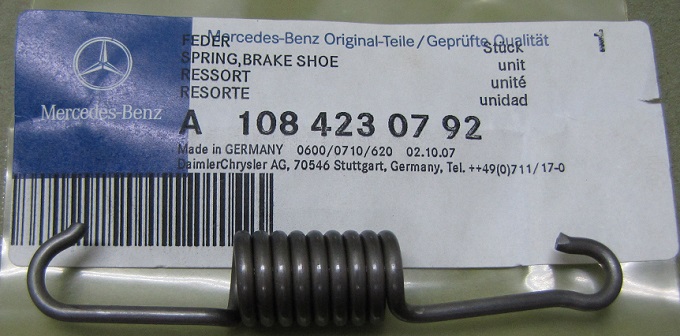 Mercedes-Benz Original-Teile/Geprüfte Qualität
FEDER Stück 1
SPRING,BRAKE SHOE unit
RESSORT unité
RESORTE unidad
Mercedes-Benz
A 108 423 07 92
Made in GERMANY 0600/0710/620 02.10.07
DaimlerChrysler AG, 70546 Stuttgart, Germany, Tel. ++49(0)711/17-0